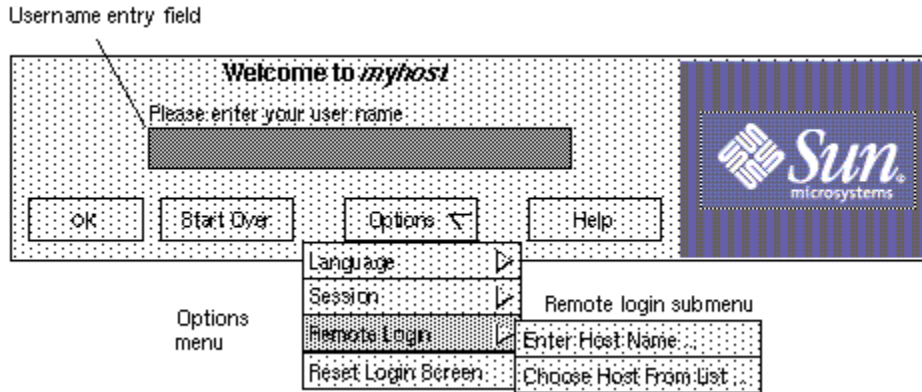 Username entry field
Welcome to myhost
Please enter your user name
Sun
microsystems
OK
Start Over
Options
Help
Language
Session
Remote Login
Reset Login Screen
Options
menu
Remote login submenu
Enter Host Name...
Choose Host From List...